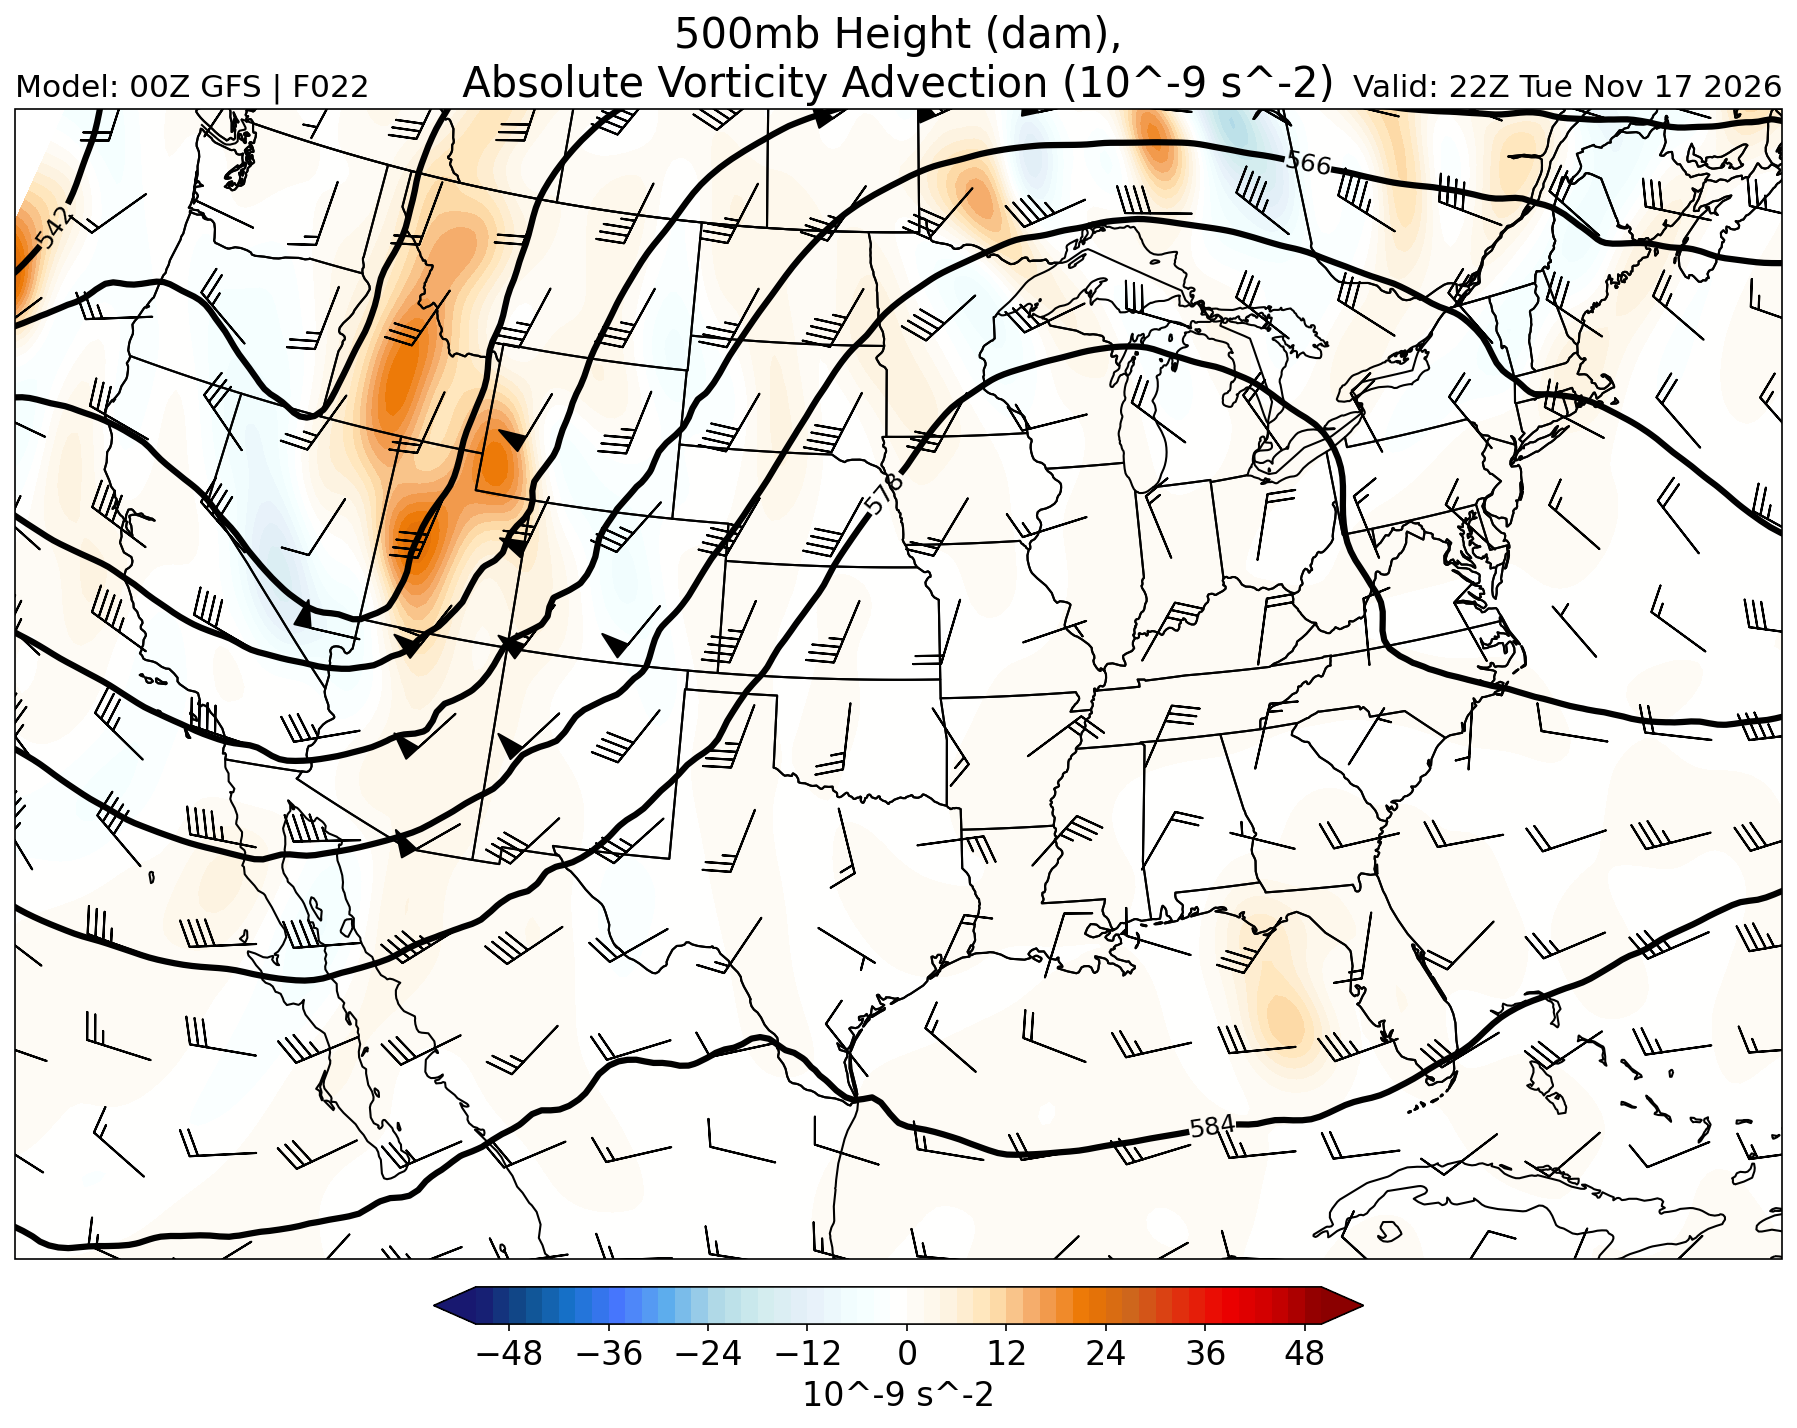 500mb Height (dam),
Model: 00Z GFS | F022
Absolute Vorticity Advection (10^-9 s^-2)
Valid: 22Z Tue Nov 17 2026
542
566
578
584
−48 −36 −24 −12 0 12 24 36 48
10^-9 s^-2